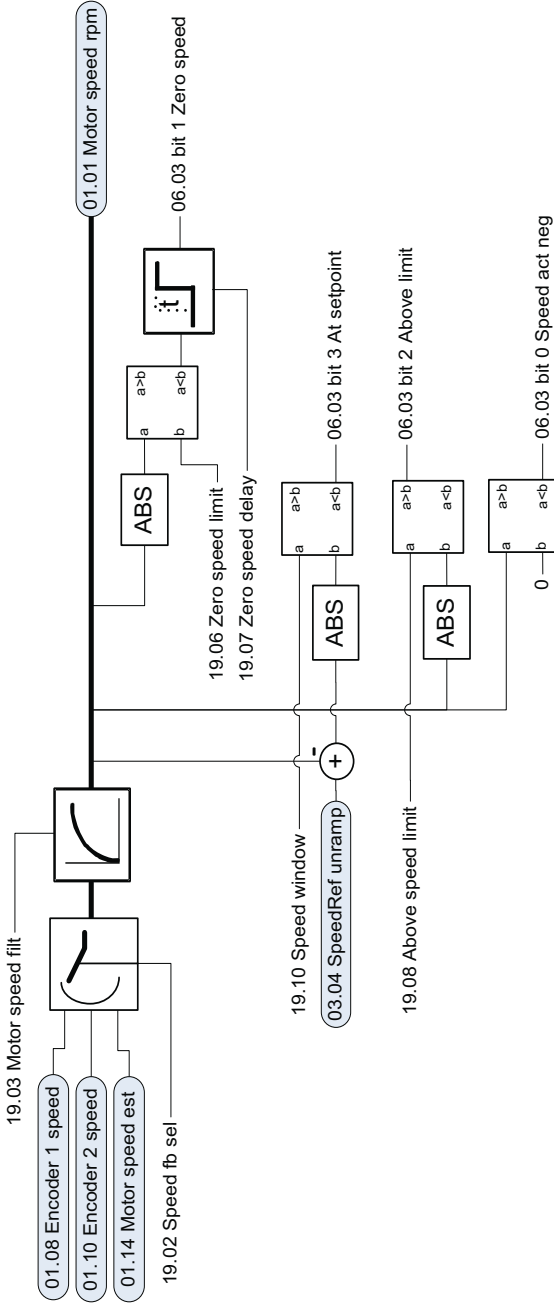 19.03 Motor speed filt
01.08 Encoder 1 speed
01.10 Encoder 2 speed
01.14 Motor speed est
19.02 Speed fb sel
01.01 Motor speed rpm
ABS
a
a>b
b
a<b
t
06.03 bit 1 Zero speed
19.06 Zero speed limit
19.07 Zero speed delay
19.10 Speed window
-
03.04 SpeedRef unramp
+
ABS
a
a>b
b
a<b
06.03 bit 3 At setpoint
19.08 Above speed limit
ABS
a
a>b
b
a<b
06.03 bit 2 Above limit
a
a>b
0
b
a<b
06.03 bit 0 Speed act neg